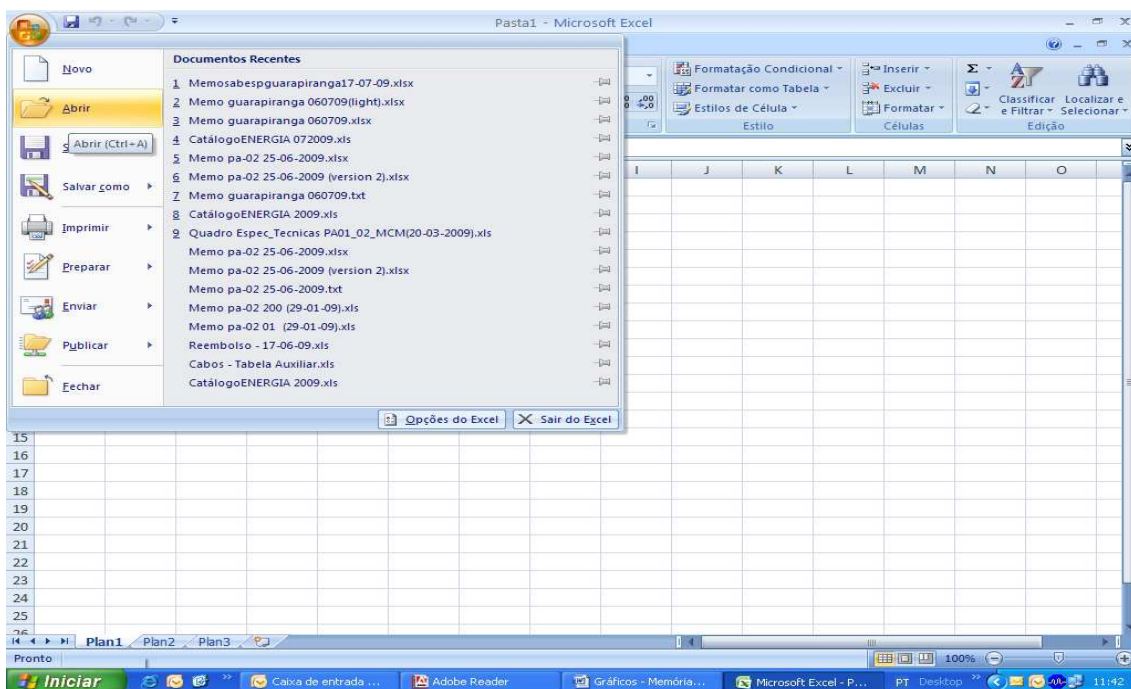 Pasta1 - Microsoft Excel
Novo
Abrir
Abrir (Ctrl+A)
Salvar como
Imprimir
Preparar
Enviar
Publicar
Fechar
Documentos Recentes
1 Memosabespguarapiranga17-07-09.xlsx
2 Memo guarapiranga 060709(light).xlsx
3 Memo guarapiranga 060709.xlsx
4 CatálogoENERGIA 072009.xls
5 Memo pa-02 25-06-2009.xlsx
6 Memo pa-02 25-06-2009 (version 2).xlsx
7 Memo guarapiranga 060709.txt
8 CatálogoENERGIA 2009.xls
9 Quadro Espec_Tecnicas PA01_02_MCM(20-03-2009).xls
Memo pa-02 25-06-2009.xlsx
Memo pa-02 25-06-2009 (version 2).xlsx
Memo pa-02 25-06-2009.txt
Memo pa-02 200 (29-01-09).xls
Memo pa-02 01 (29-01-09).xls
Reembolso - 17-06-09.xls
Cabos - Tabela Auxiliar.xls
CatálogoENERGIA 2009.xls
Opções do Excel
Sair do Excel
Formatação Condicional
Formatar como Tabela
Estilos de Célula
Estilo
Inserir
Excluir
Formatar
Células
Σ
Classificar e Filtrar
Localizar e Selecionar
Edição
I J K L M N O
15
16
17
18
19
20
21
22
23
24
25
26
Plan1 Plan2 Plan3
Pronto
100%
Iniciar
Caixa de entrada ...
Adobe Reader
Gráficos - Memória...
Microsoft Excel - P...
PT Desktop
11:42